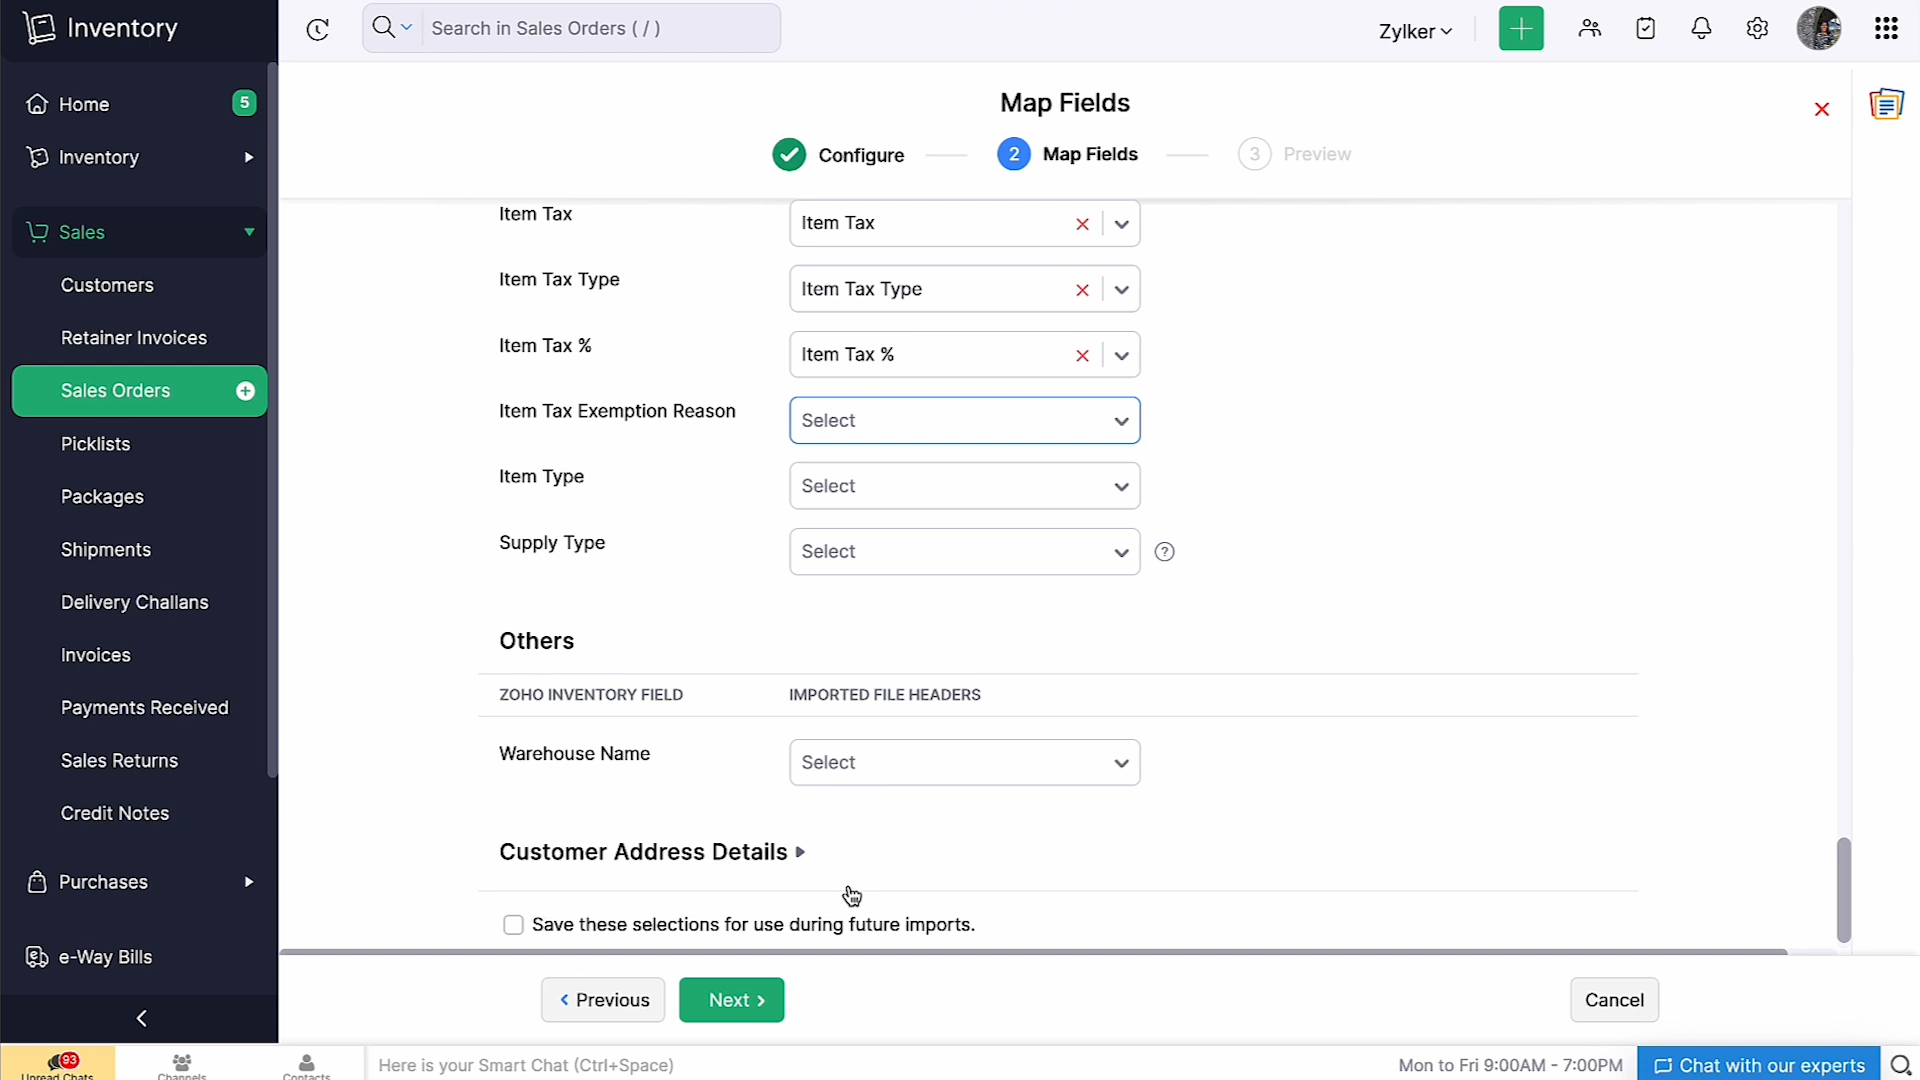 Inventory
Search in Sales Orders ( / )
Zylker
Home
5
Inventory
Sales
Customers
Retainer Invoices
Sales Orders
Picklists
Packages
Shipments
Delivery Challans
Invoices
Payments Received
Sales Returns
Credit Notes
Purchases
e-Way Bills
Map Fields
Configure
2 Map Fields
3 Preview
Item Tax
Item Tax
Item Tax Type
Item Tax Type
Item Tax %
Item Tax %
Item Tax Exemption Reason
Select
Item Type
Select
Supply Type
Select
?
Others
ZOHO INVENTORY FIELD
IMPORTED FILE HEADERS
Warehouse Name
Select
Customer Address Details
Save these selections for use during future imports.
Previous
Next
Cancel
93
Unread Chats
Channels
Contacts
Here is your Smart Chat (Ctrl+Space)
Mon to Fri 9:00AM - 7:00PM
Chat with our experts